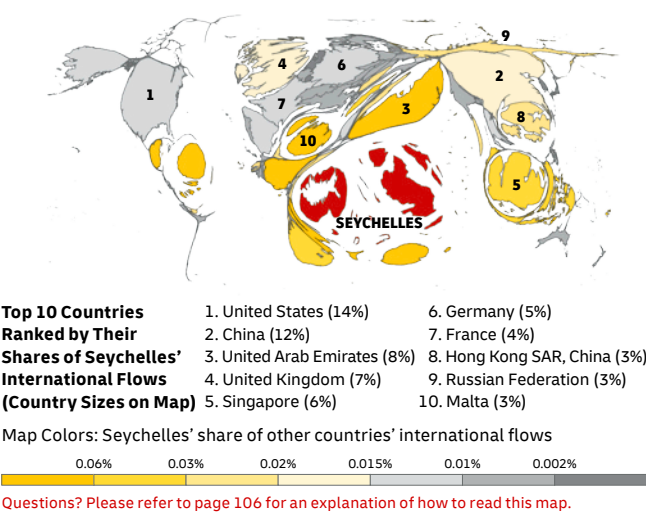 9
4
6
1
2
7
3
8
10
5
SEYCHELLES
Top 10 Countries
Ranked by Their
Shares of Seychelles’
International Flows
(Country Sizes on Map)
1. United States (14%)
2. China (12%)
3. United Arab Emirates (8%)
4. United Kingdom (7%)
5. Singapore (6%)
6. Germany (5%)
7. France (4%)
8. Hong Kong SAR, China (3%)
9. Russian Federation (3%)
10. Malta (3%)
Map Colors: Seychelles’ share of other countries’ international flows
0.06% 0.03% 0.02% 0.015% 0.01% 0.002%
Questions? Please refer to page 106 for an explanation of how to read this map.